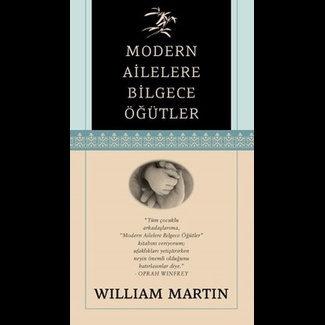 MODERN
AİLELERE
BİLGECE
ÖĞÜTLER
"Tüm çocuklu
arkadaşlarıma,
"Modern Ailelere Bilgece Öğütler"
kitabını veriyorum;
ufaklıkları yetiştirirken
neyin önemli olduğunu
hatırlasınlar diye."
- OPRAH WINFREY
WILLIAM MARTIN